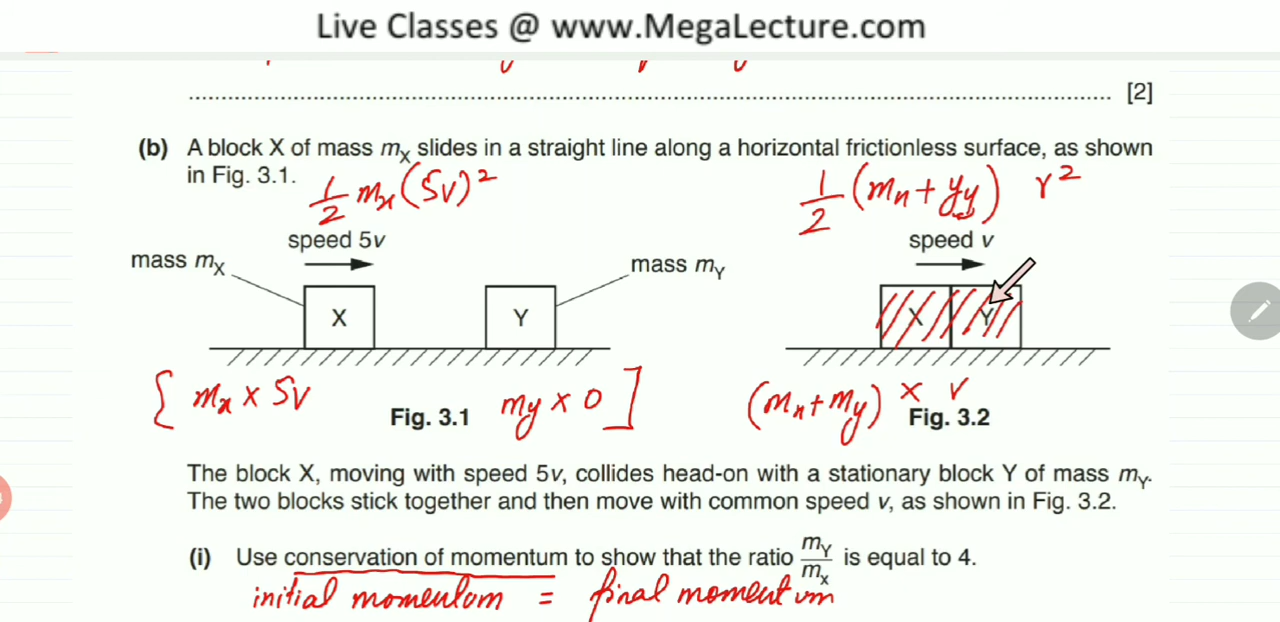 Live Classes @ www.MegaLecture.com
[2]
(b) A block X of mass mX slides in a straight line along a horizontal frictionless surface, as shown
in Fig. 3.1.
1/2 mx (5v)²
1/2 (mn + yy) v²
speed 5v
speed v
mass mX
mass mY
X
Y
X
Y
{ mx × 5v
my × 0 ]
(mn + my) × v
Fig. 3.1
Fig. 3.2
The block X, moving with speed 5v, collides head-on with a stationary block Y of mass mY.
The two blocks stick together and then move with common speed v, as shown in Fig. 3.2.
(i) Use conservation of momentum to show that the ratio mY/mx is equal to 4.
initial momentum = final momentum